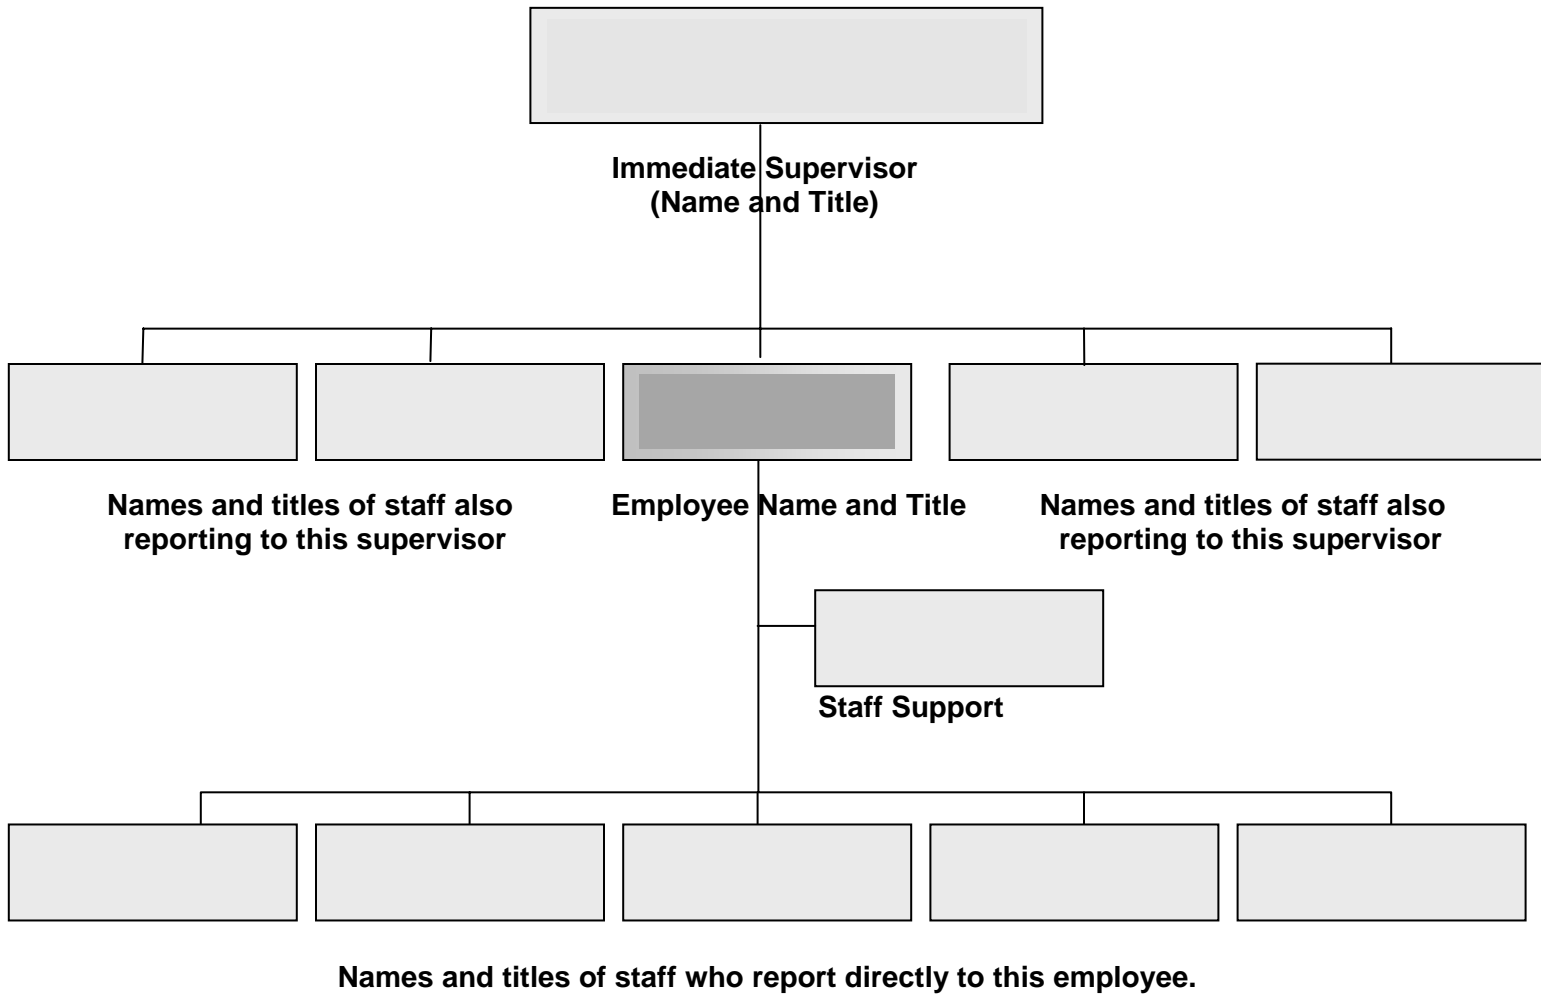 Immediate Supervisor
(Name and Title)
Names and titles of staff also
reporting to this supervisor
Employee Name and Title
Names and titles of staff also
reporting to this supervisor
Staff Support
Names and titles of staff who report directly to this employee.